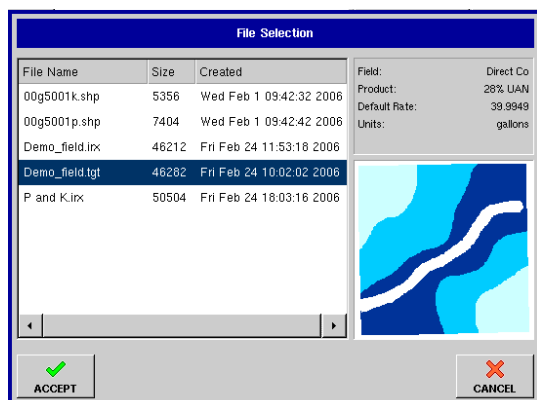 File Selection
File Name Size Created
00g5001k.shp 5356 Wed Feb 1 09:42:32 2006
00g5001p.shp 7404 Wed Feb 1 09:42:42 2006
Demo_field.irx 46212 Fri Feb 24 11:53:18 2006
Demo_field.tgt 46282 Fri Feb 24 10:02:02 2006
P and K.irx 50504 Fri Feb 24 18:03:16 2006
Field: Direct Co
Product: 28% UAN
Default Rate: 39.9949
Units: gallons
ACCEPT
CANCEL